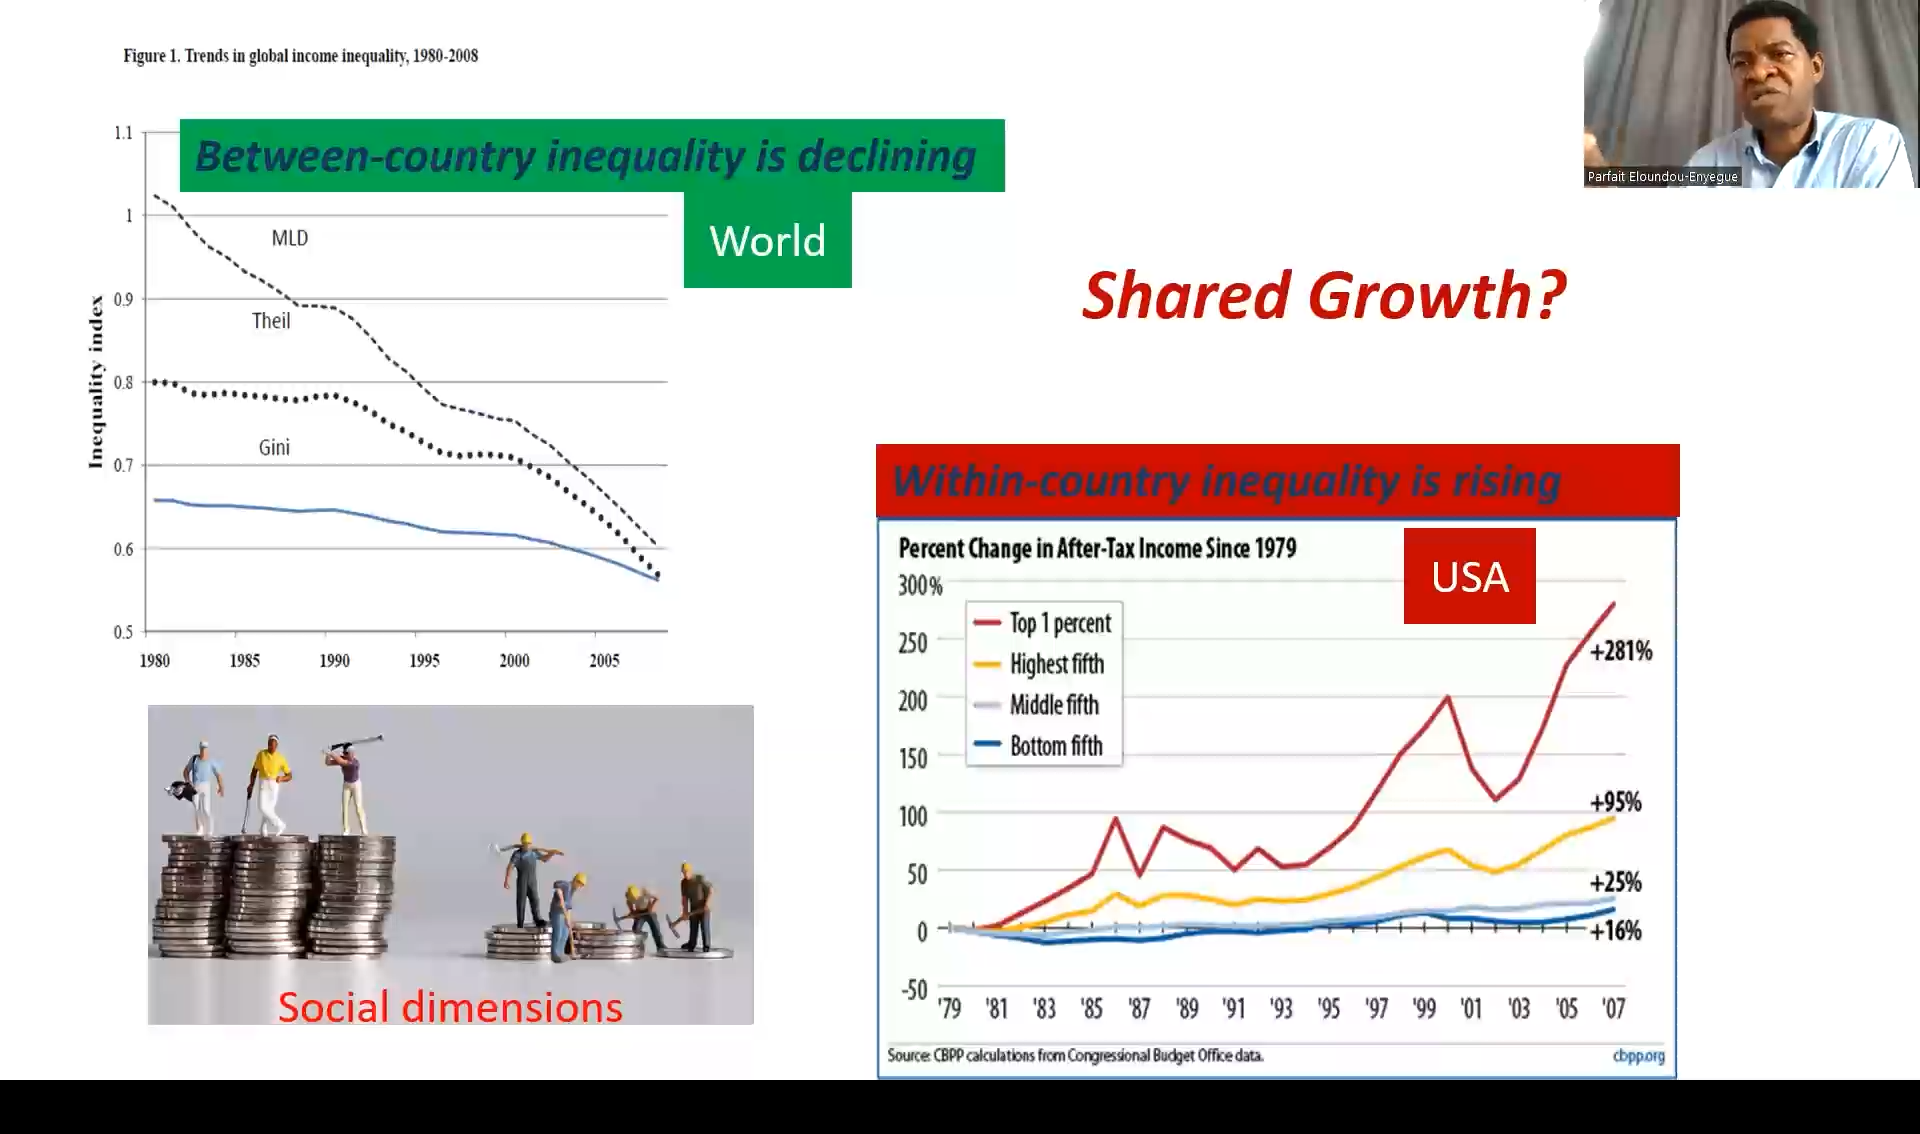 Figure 1. Trends in global income inequality, 1980-2008
Between-country inequality is declining
World
Inequality index
1.1
1
0.9
0.8
0.7
0.6
0.5
MLD
Theil
Gini
1980 1985 1990 1995 2000 2005
Parfait Eloundou-Enyegue
Shared Growth?
Within-country inequality is rising
Percent Change in After-Tax Income Since 1979
USA
300%
250
200
150
100
50
0
-50
Top 1 percent
Highest fifth
Middle fifth
Bottom fifth
+281%
+95%
+25%
+16%
'79 '81 '83 '85 '87 '89 '91 '93 '95 '97 '99 '01 '03 '05 '07
Source: CBPP calculations from Congressional Budget Office data.
cbpp.org
Social dimensions